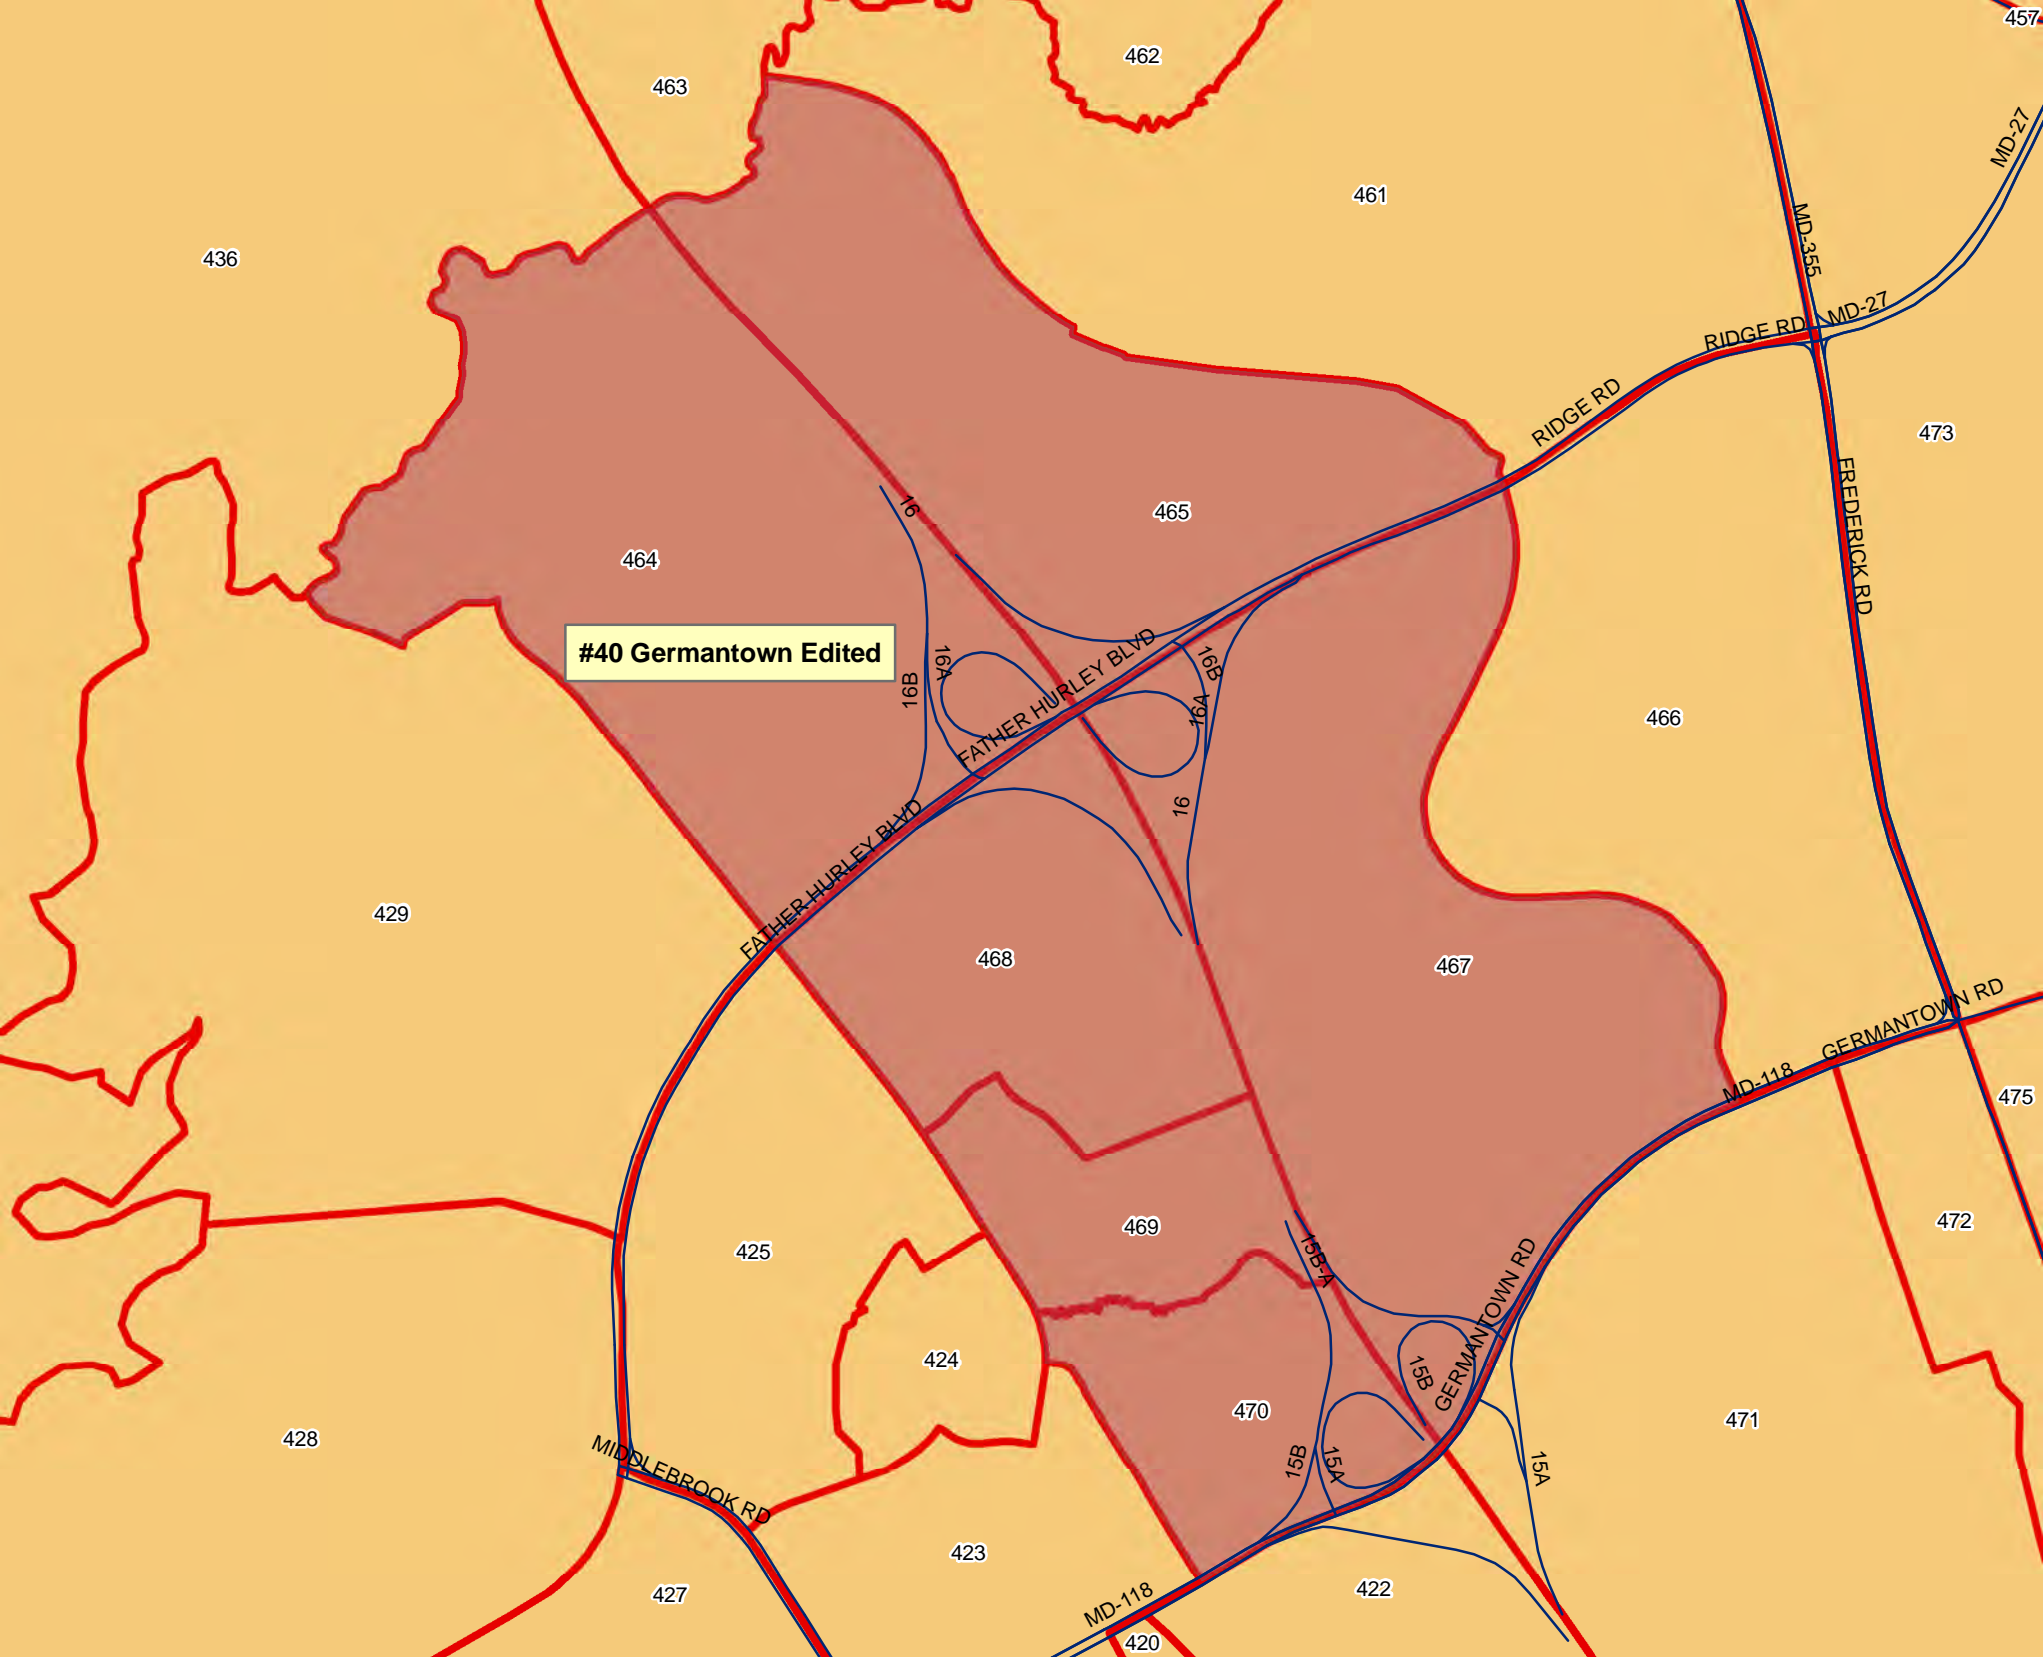 457
462
463
MD-27
461
MD-355
436
MD-27
RIDGE RD
RIDGE RD
473
FREDERICK RD
16
465
464
#40 Germantown Edited
FATHER HURLEY BLVD
16A
16B
16B
16A
466
FATHER HURLEY BLVD
16
429
468
467
GERMANTOWN RD
MD-118
475
469
472
425
15B-A
GERMANTOWN RD
424
15B
470
471
428
MIDDLEBROOK RD
15B
15A
15A
423
427
422
MD-118
420